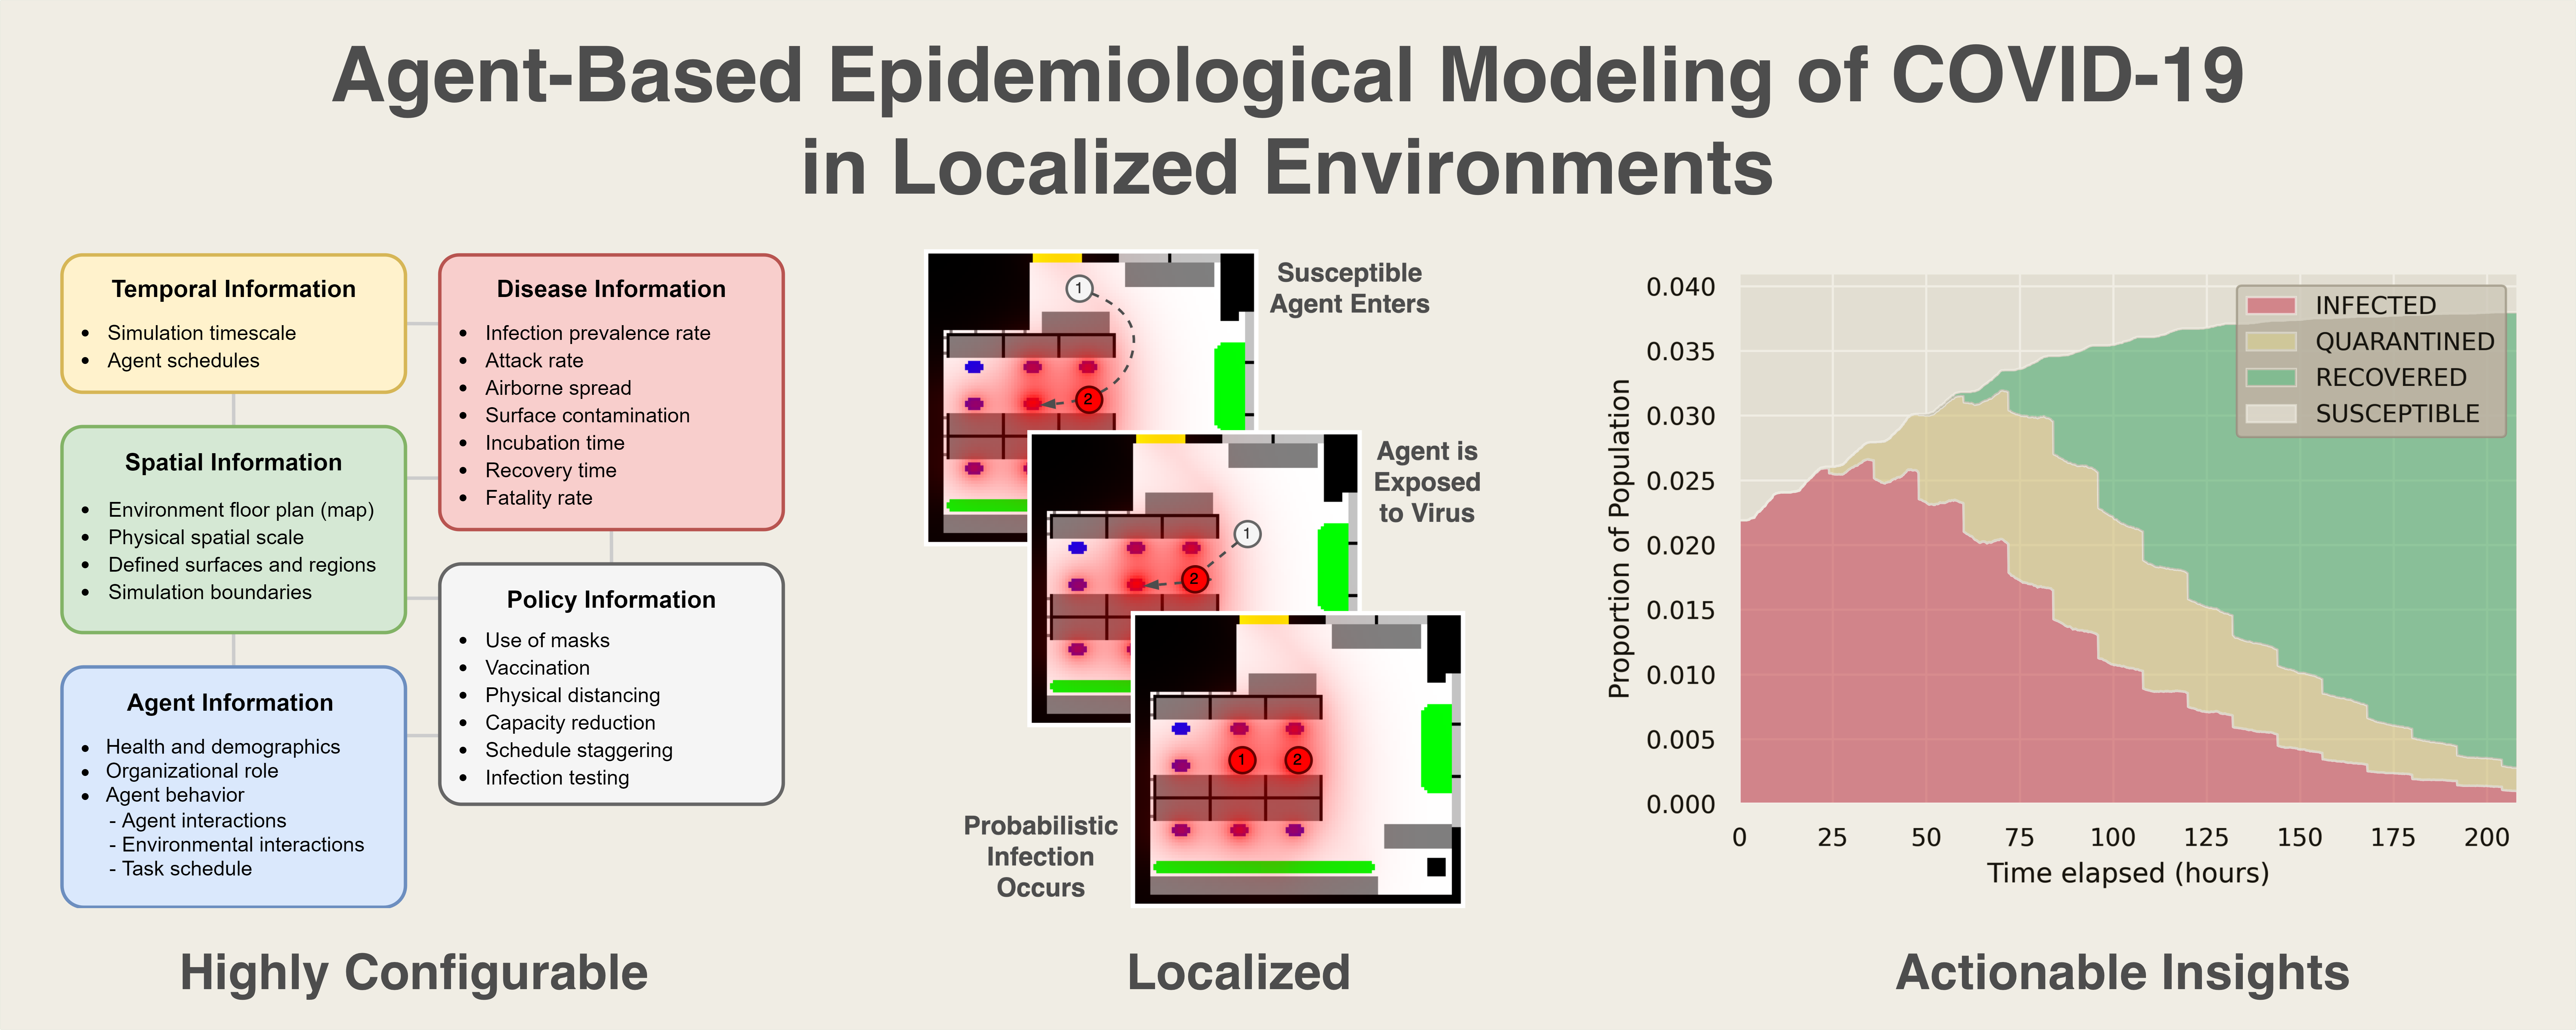 Agent-Based Epidemiological Modeling of COVID-19
in Localized Environments
Temporal Information
• Simulation timescale
• Agent schedules
Spatial Information
• Environment floor plan (map)
• Physical spatial scale
• Defined surfaces and regions
• Simulation boundaries
Agent Information
• Health and demographics
• Organizational role
• Agent behavior
- Agent interactions
- Environmental interactions
- Task schedule
Disease Information
• Infection prevalence rate
• Attack rate
• Airborne spread
• Surface contamination
• Incubation time
• Recovery time
• Fatality rate
Policy Information
• Use of masks
• Vaccination
• Physical distancing
• Capacity reduction
• Schedule staggering
• Infection testing
Highly Configurable
Susceptible
Agent Enters
1
2
Agent is
Exposed
to Virus
1
2
Probabilistic
Infection
Occurs
1
2
Localized
Proportion of Population
0.040
0.035
0.030
0.025
0.020
0.015
0.010
0.005
0.000
INFECTED
QUARANTINED
RECOVERED
SUSCEPTIBLE
0 25 50 75 100 125 150 175 200
Time elapsed (hours)
Actionable Insights